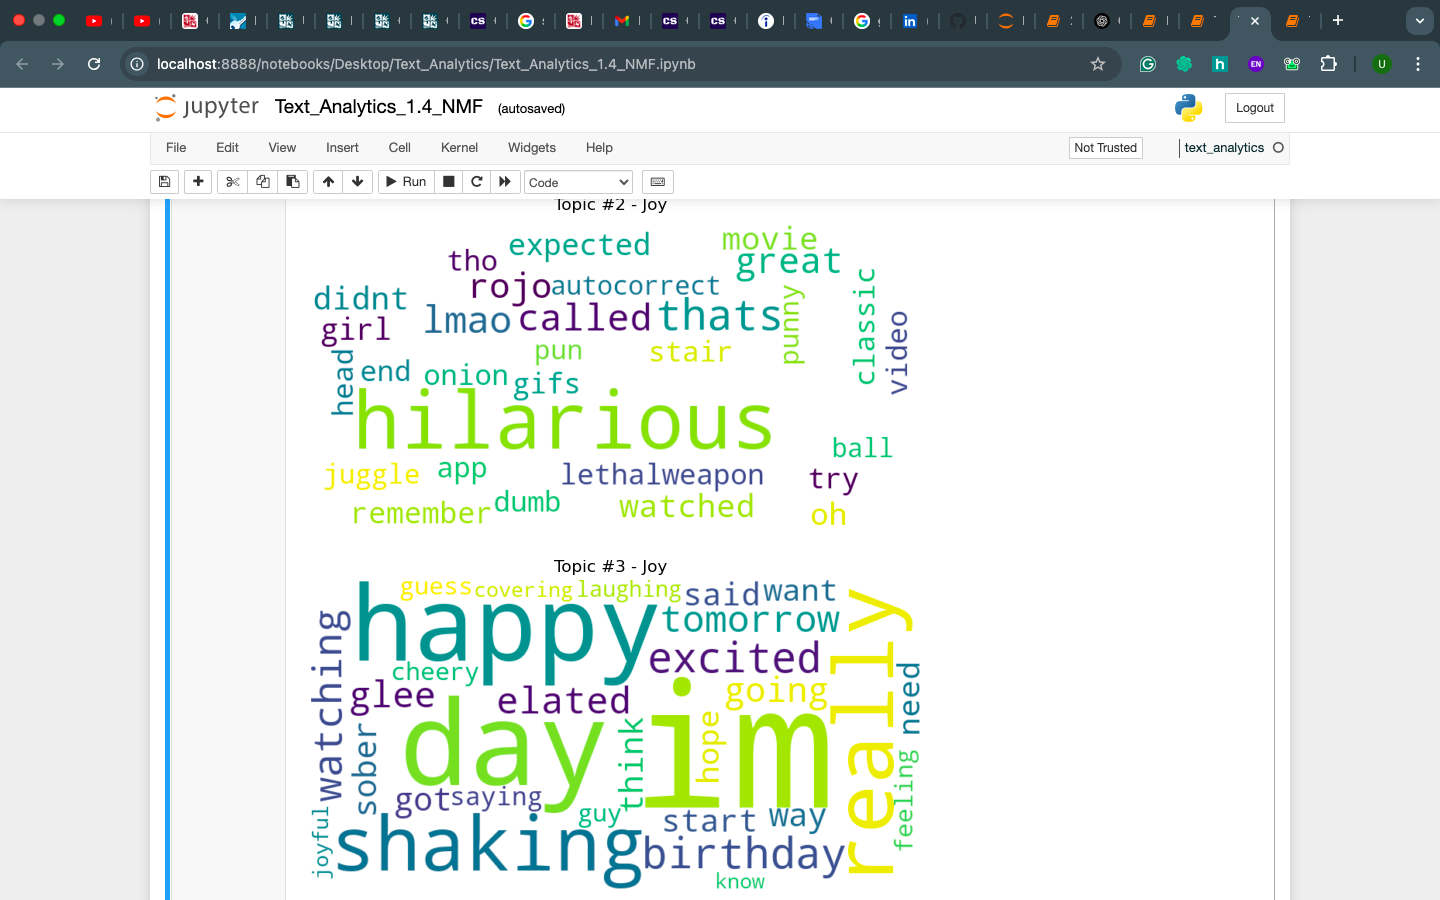 localhost:8888/notebooks/Desktop/Text_Analytics/Text_Analytics_1.4_NMF.ipynb
EN
U
jupyter Text_Analytics_1.4_NMF (autosaved)
Logout
File Edit View Insert Cell Kernel Widgets Help
Not Trusted
text_analytics
Run
Code
Topic #2 - Joy
expected
movie
tho
great
rojo
autocorrect
classic
didnt
punny
girl
lmao
called
thats
video
pun
stair
head
end
onion
gifs
hilarious
ball
juggle
app
lethalweapon
try
remember
dumb
watched
oh
Topic #3 - Joy
guess
covering
laughing
said
want
happy
tomorrow
really
watching
excited
cheery
need
glee
elated
going
day
im
hope
think
sober
feeling
got
saying
guy
start
way
joyful
shaking
birthday
know